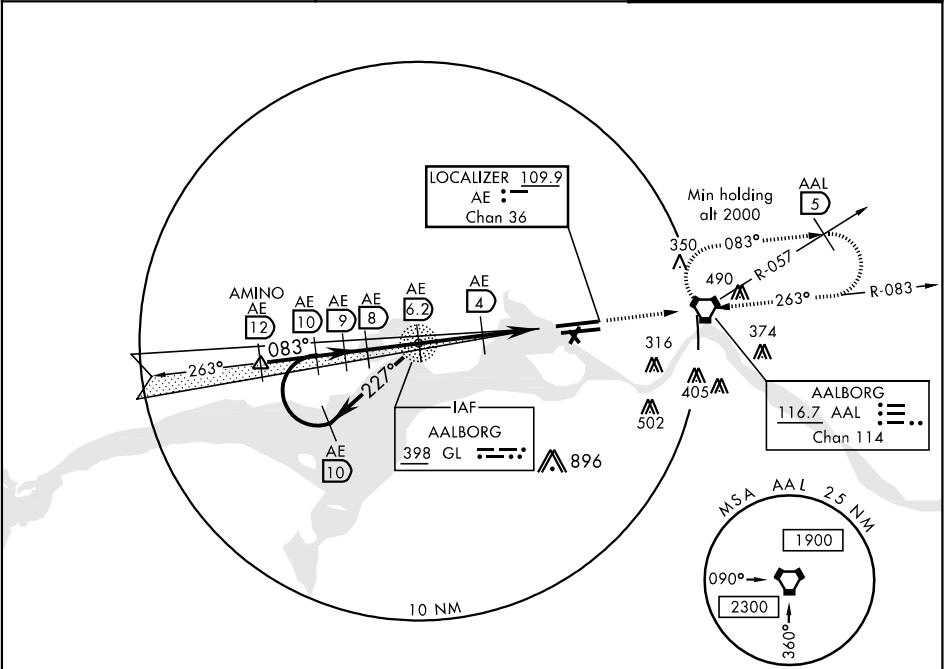 LOCALIZER 109.9
AE
Chan 36
Min holding
alt 2000
AAL
5
350
083°
R-057
490
263°
R-083
AMINO
AE
12
AE
10
AE
9
AE
8
AE
6.2
AE
4
083°
263°
227°
316
374
405
502
AE
10
IAF
AALBORG
398 GL
896
AALBORG
116.7 AAL
Chan 114
10 NM
MSA AAL 25 NM
1900
090°
2300
360°